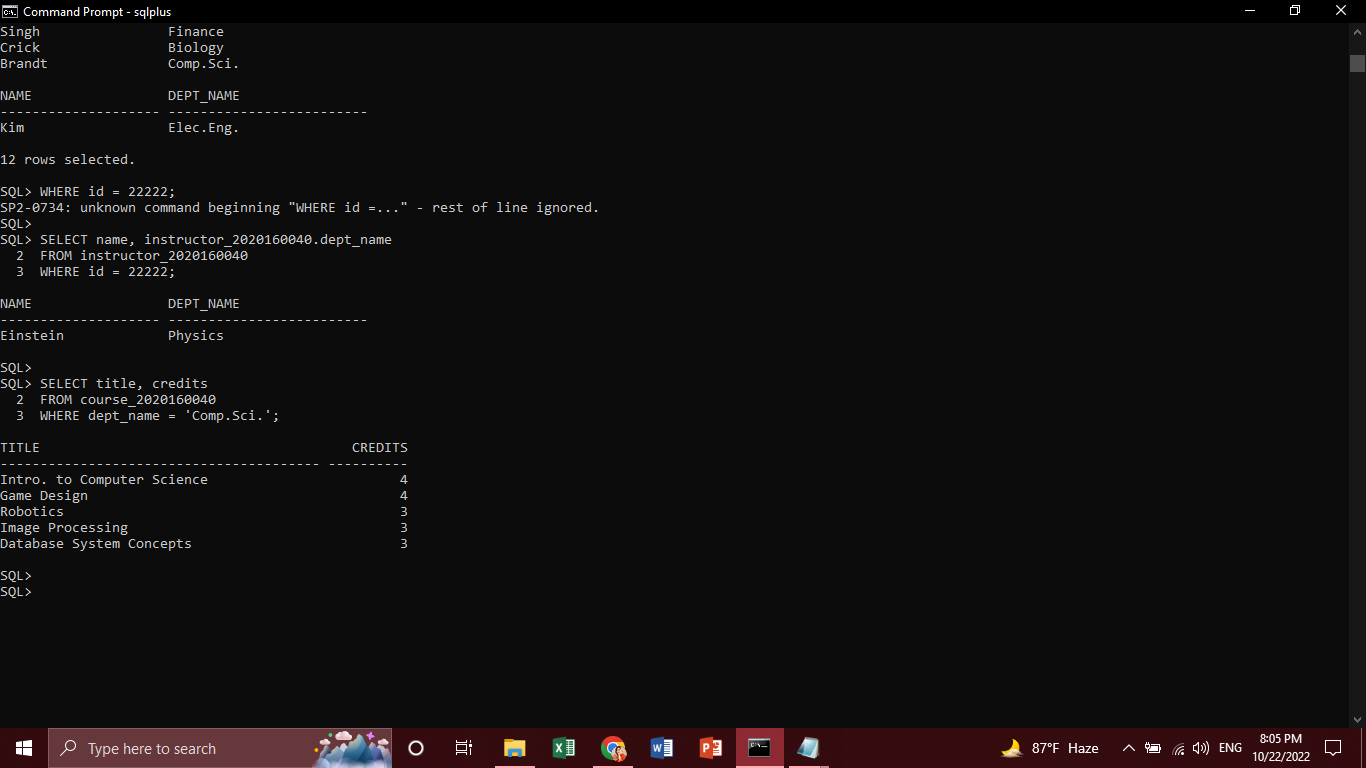 Command Prompt - sqlplus
Singh                Finance
Crick                Biology
Brandt               Comp.Sci.
NAME                 DEPT_NAME
-------------------- -------------------------
Kim                  Elec.Eng.
12 rows selected.
SQL> WHERE id = 22222;
SP2-0734: unknown command beginning "WHERE id =..." - rest of line ignored.
SQL>
SQL> SELECT name, instructor_2020160040.dept_name
  2  FROM instructor_2020160040
  3  WHERE id = 22222;
NAME                 DEPT_NAME
-------------------- -------------------------
Einstein             Physics
SQL>
SQL> SELECT title, credits
  2  FROM course_2020160040
  3  WHERE dept_name = 'Comp.Sci.';
TITLE                                       CREDITS
---------------------------------------- ----------
Intro. to Computer Science                        4
Game Design                                       4
Robotics                                          3
Image Processing                                  3
Database System Concepts                          3
SQL>
SQL>
Type here to search
87°F Haze
ENG
8:05 PM
10/22/2022